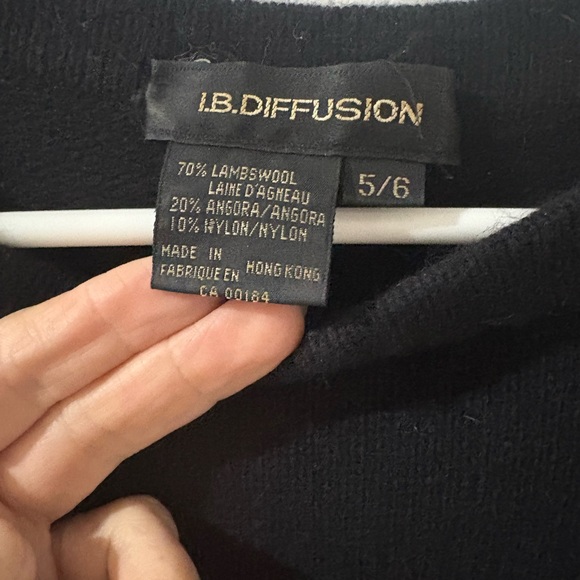 I.B.DIFFUSION
70% LAMBSWOOL
LAINE D'AGNEAU
20% ANGORA/ANGORA
10% NYLON/NYLON
5/6
MADE IN
FABRIQUE EN HONG KONG
CA 00184